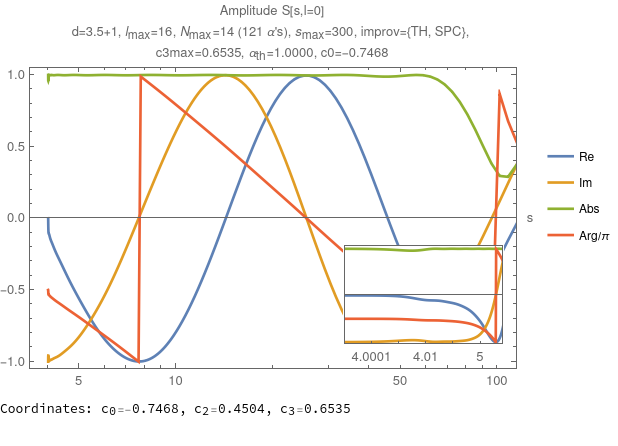 Amplitude S[s,l=0]
d=3.5+1, lmax=16, Nmax=14 (121 α's), smax=300, improv={TH, SPC},
c3max=0.6535, αth=1.0000, c0=-0.7468
1.0
0.5
0.0
-0.5
-1.0
s
5
10
50
100
4.0001
4.01
5
Re
Im
Abs
Arg/π
Coordinates: c0=-0.7468, c2=0.4504, c3=0.6535